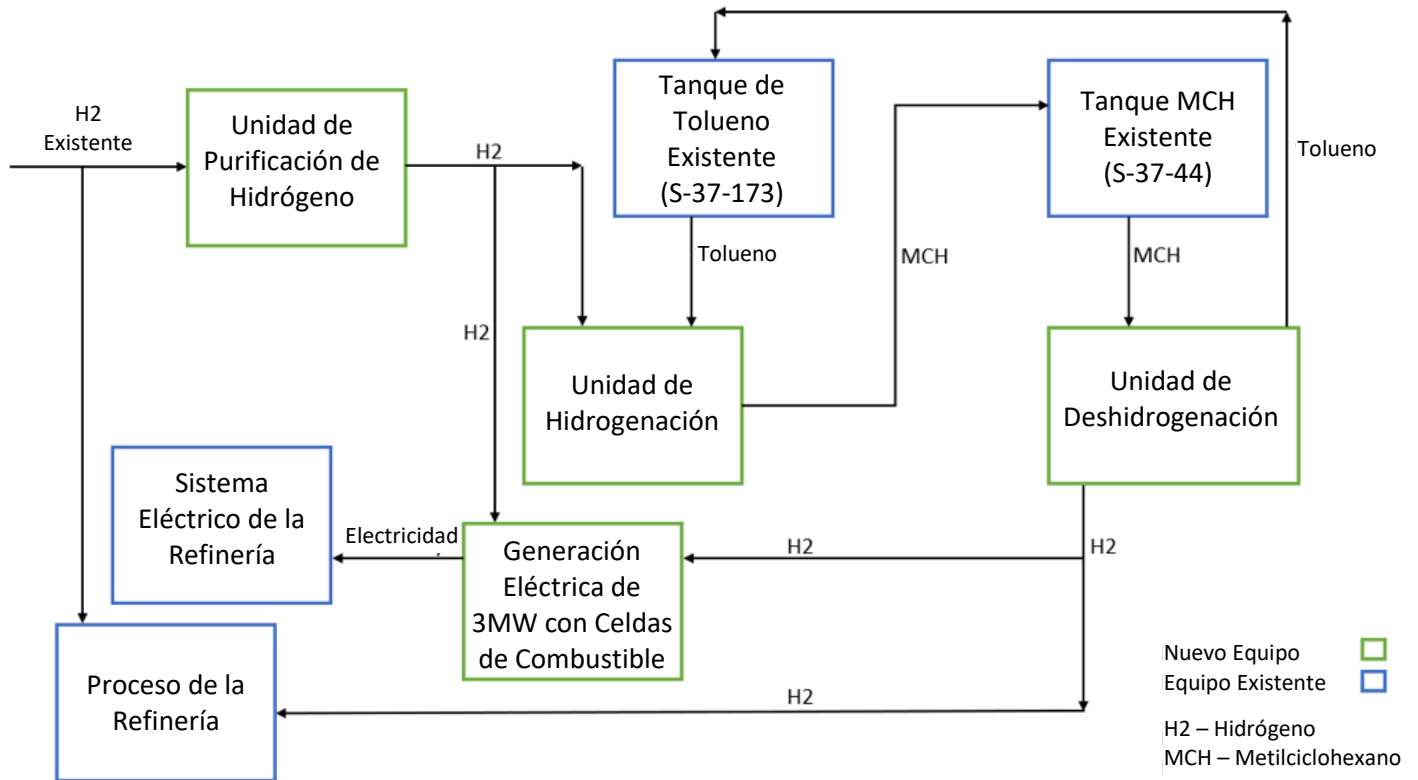 H2
Existente
Unidad de
Purificación de
Hidrógeno
H2
Tanque de
Tolueno
Existente
(S-37-173)
Tanque MCH
Existente
(S-37-44)
Tolueno
Tolueno
MCH
MCH
H2
Unidad de
Hidrogenación
Unidad de
Deshidrogenación
Sistema
Eléctrico de la
Refinería
Electricidad
Generación
Eléctrica de
3MW con Celdas
de Combustible
H2
H2
Proceso de la
Refinería
H2
Nuevo Equipo
Equipo Existente
H2 – Hidrógeno
MCH – Metilciclohexano